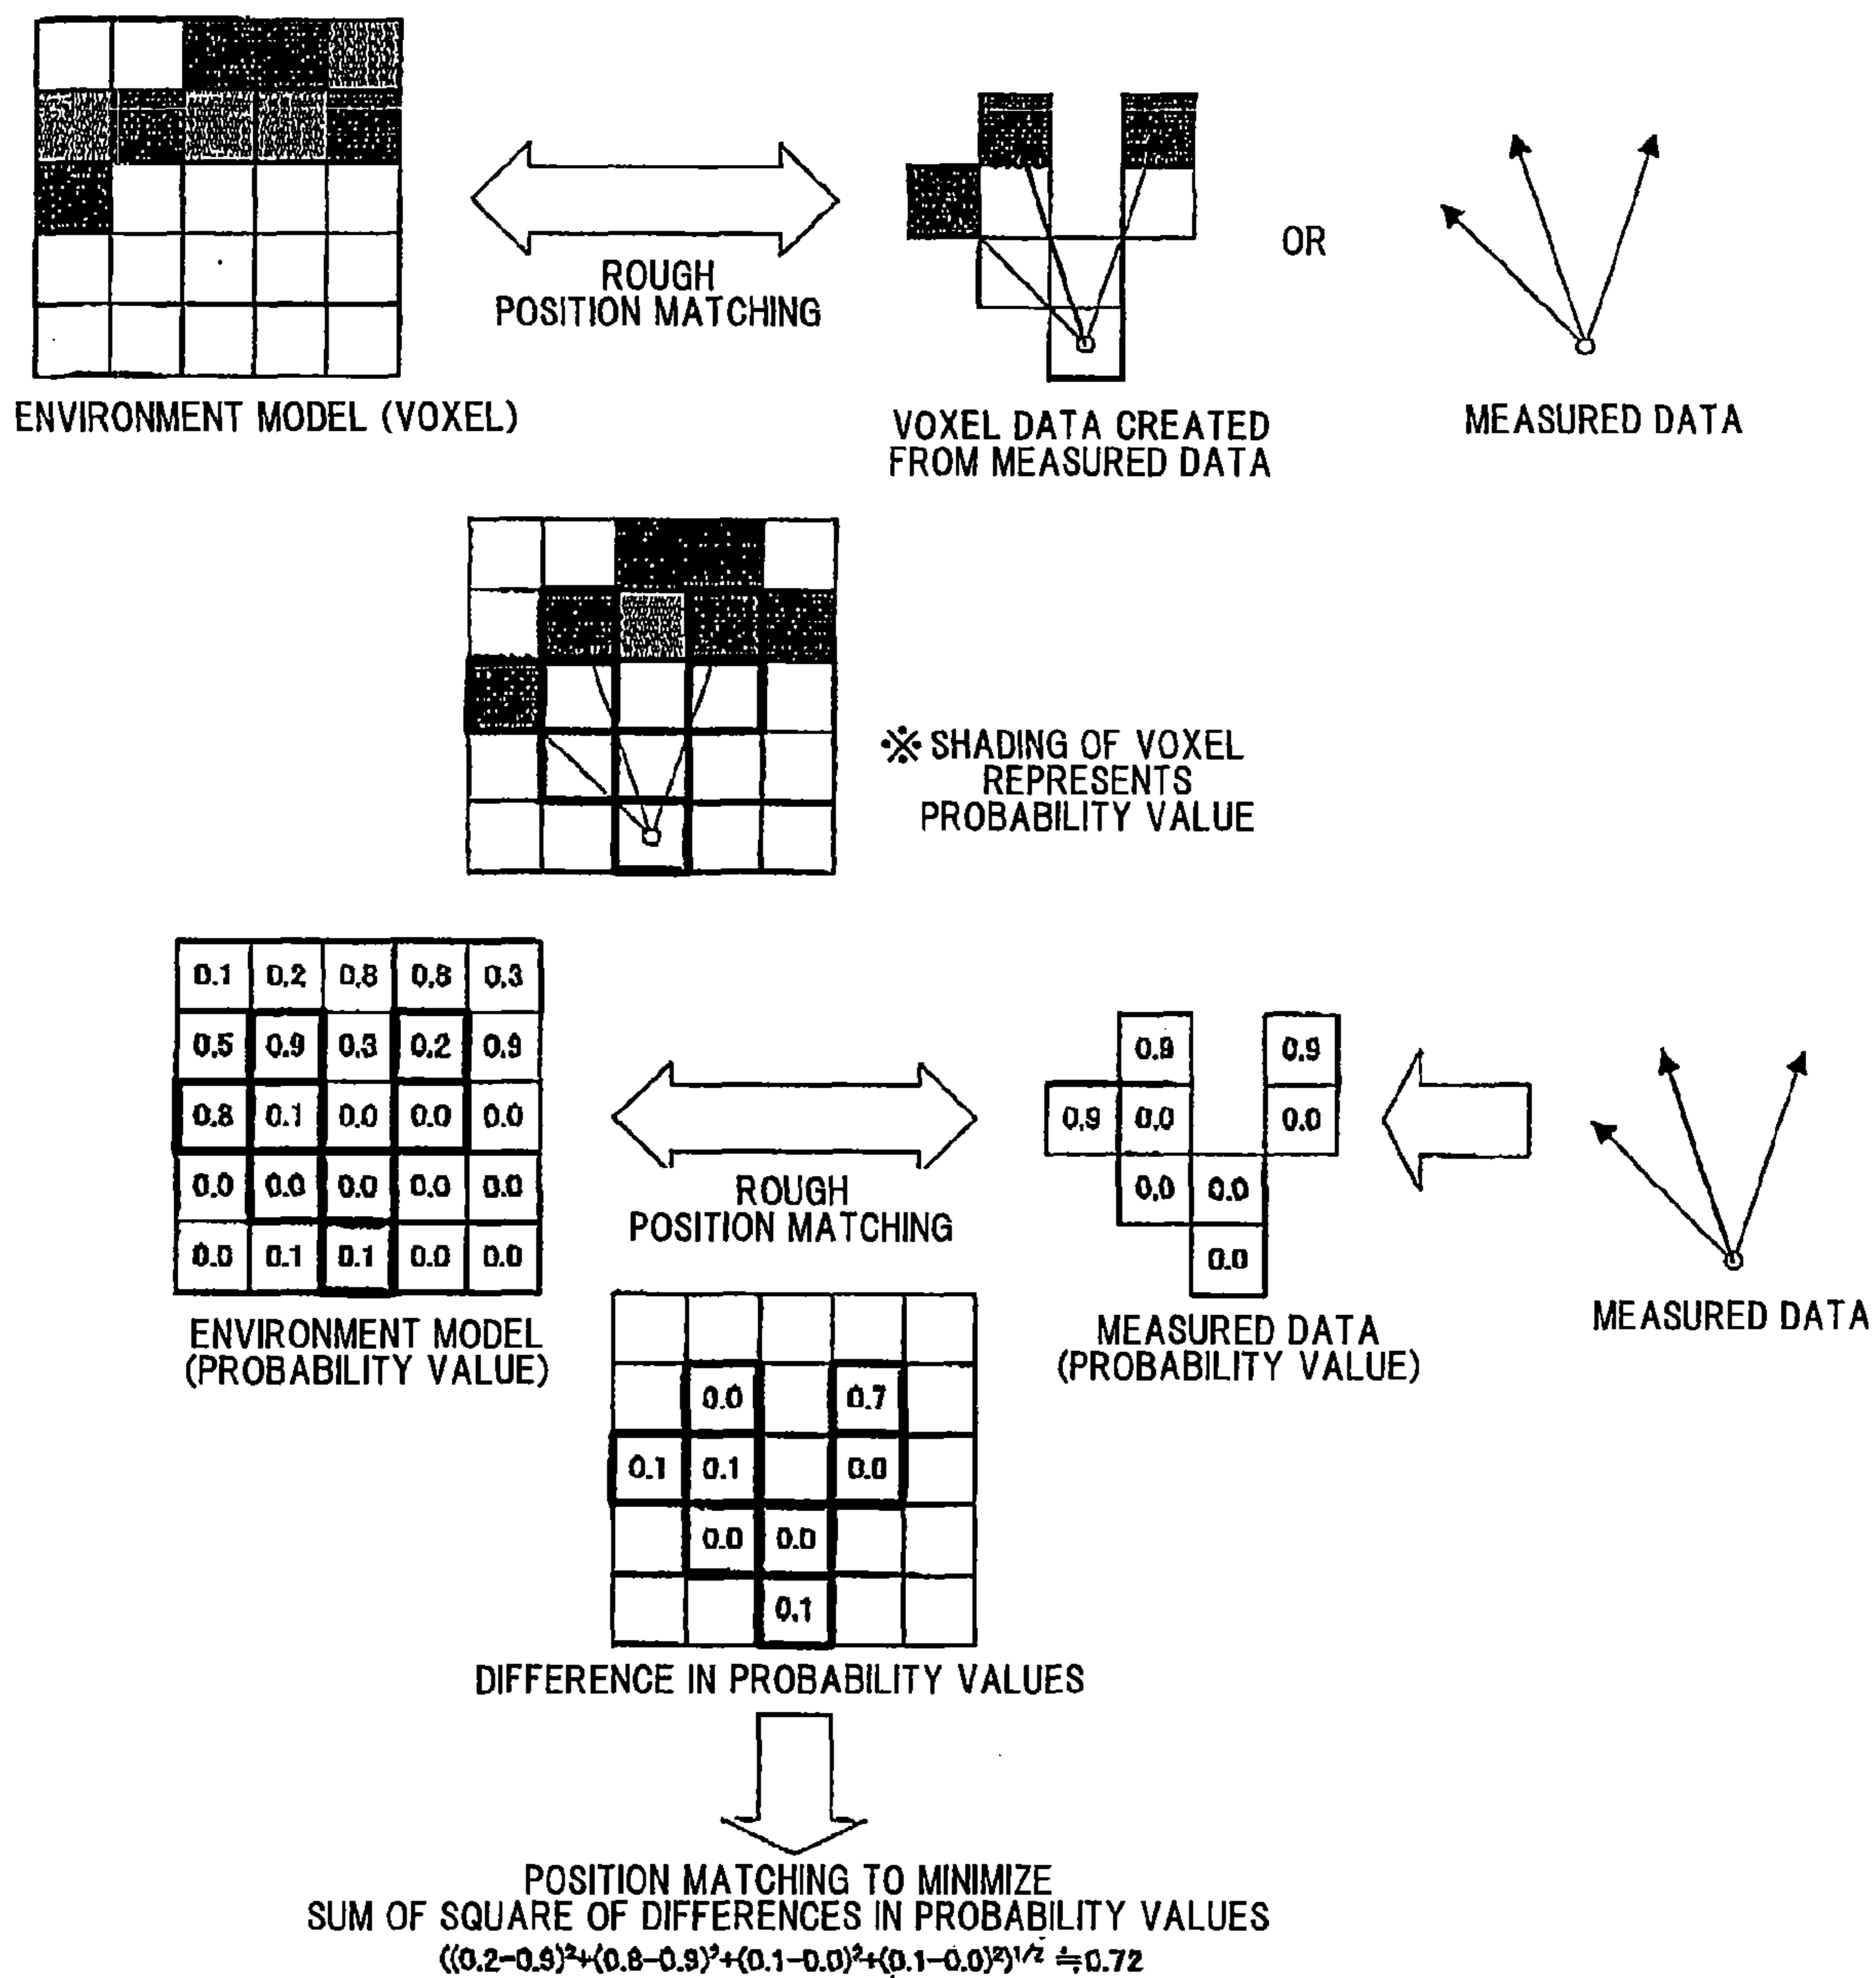 ROUGH
POSITION MATCHING
OR
ENVIRONMENT MODEL (VOXEL)
VOXEL DATA CREATED
FROM MEASURED DATA
MEASURED DATA
※ SHADING OF VOXEL
REPRESENTS
PROBABILITY VALUE
0.1 0.2 0.8 0.8 0.3
0.5 0.9 0.3 0.2 0.9
0.8 0.1 0.0 0.0 0.0
0.0 0.0 0.0 0.0 0.0
0.0 0.1 0.1 0.0 0.0
ENVIRONMENT MODEL
(PROBABILITY VALUE)
ROUGH
POSITION MATCHING
0.9 0.9
0.9 0.0 0.0
0.0 0.0
0.0
MEASURED DATA
(PROBABILITY VALUE)
MEASURED DATA
0.0 0.7
0.1 0.1 0.0
0.0 0.0
0.1
DIFFERENCE IN PROBABILITY VALUES
POSITION MATCHING TO MINIMIZE
SUM OF SQUARE OF DIFFERENCES IN PROBABILITY VALUES
((0.2-0.9)²+(0.8-0.9)²+(0.1-0.0)²+(0.1-0.0)²)^1/2 ≒0.72